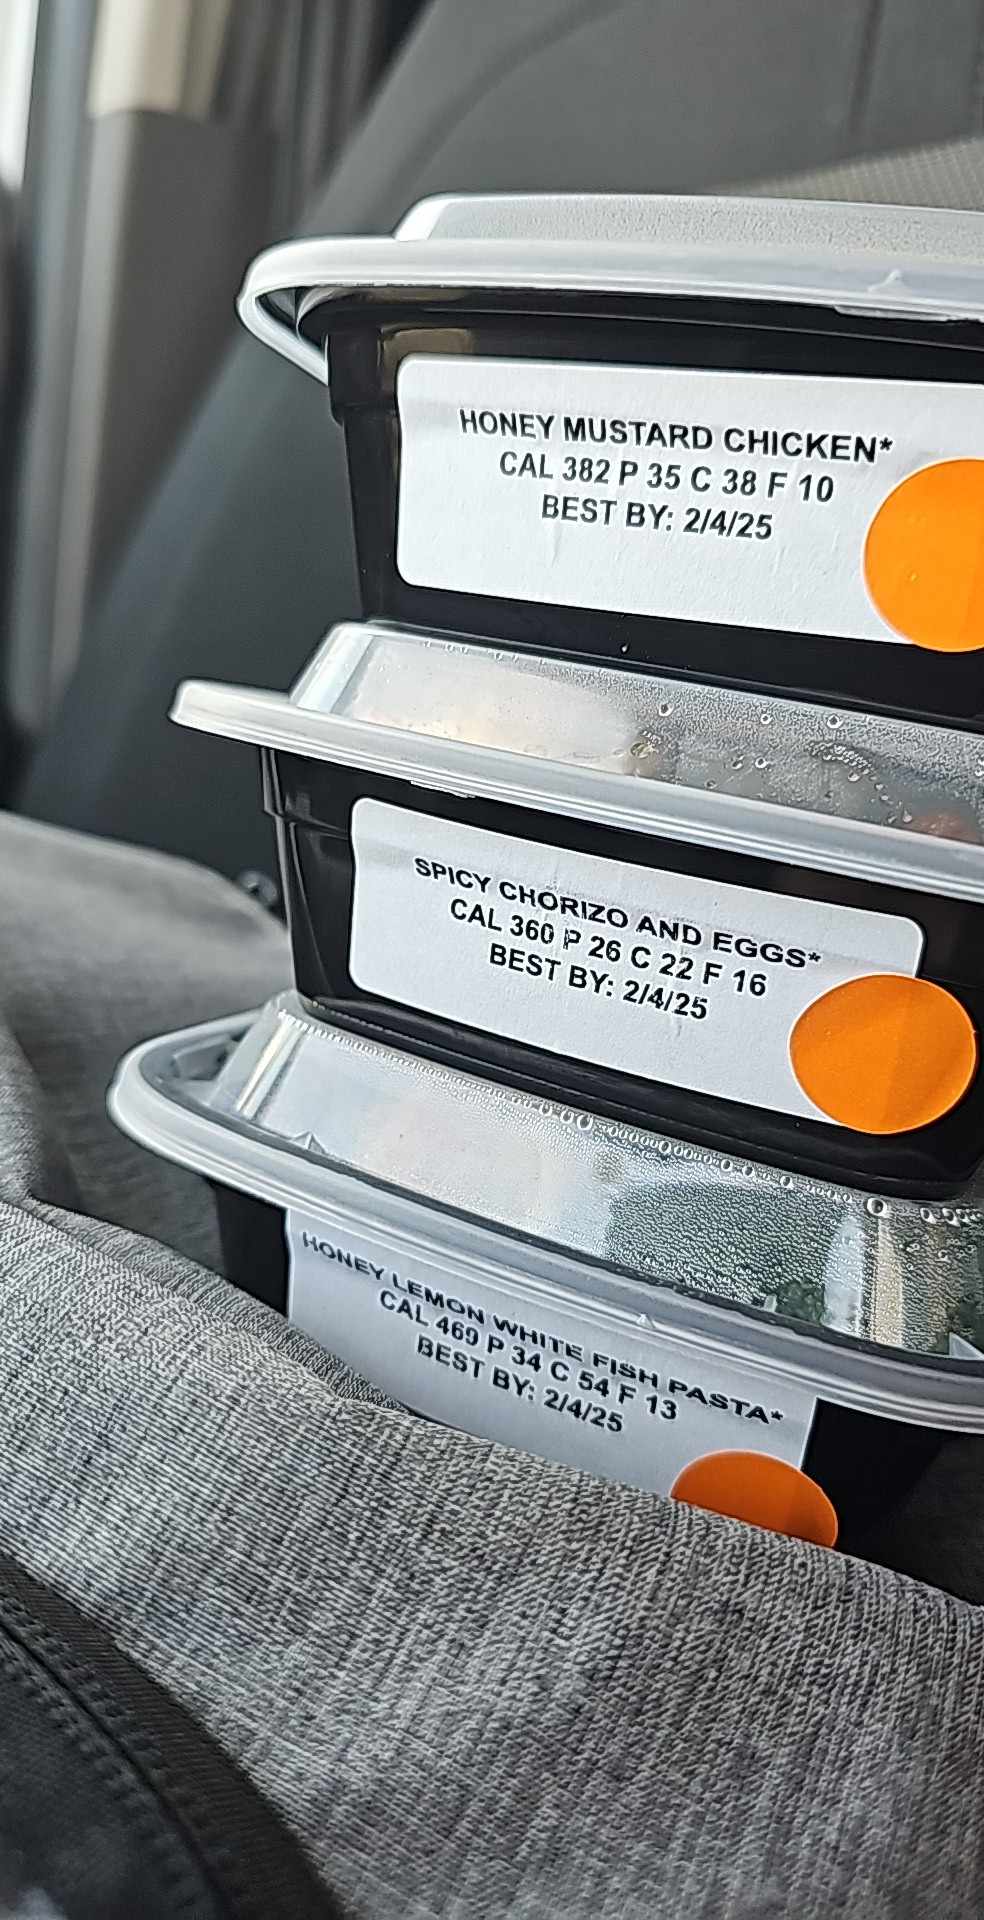 HONEY MUSTARD CHICKEN*
CAL 382 P 35 C 38 F 10
BEST BY: 2/4/25
SPICY CHORIZO AND EGGS*
CAL 360 P 26 C 22 F 16
BEST BY: 2/4/25
HONEY LEMON WHITE FISH PASTA*
CAL 469 P 34 C 54 F 13
BEST BY: 2/4/25